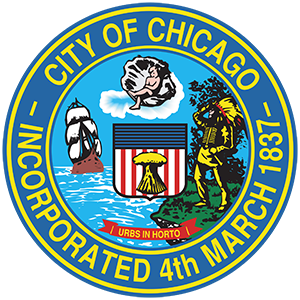 CITY OF CHICAGO
INCORPORATED 4th MARCH 1837
URBS IN HORTO